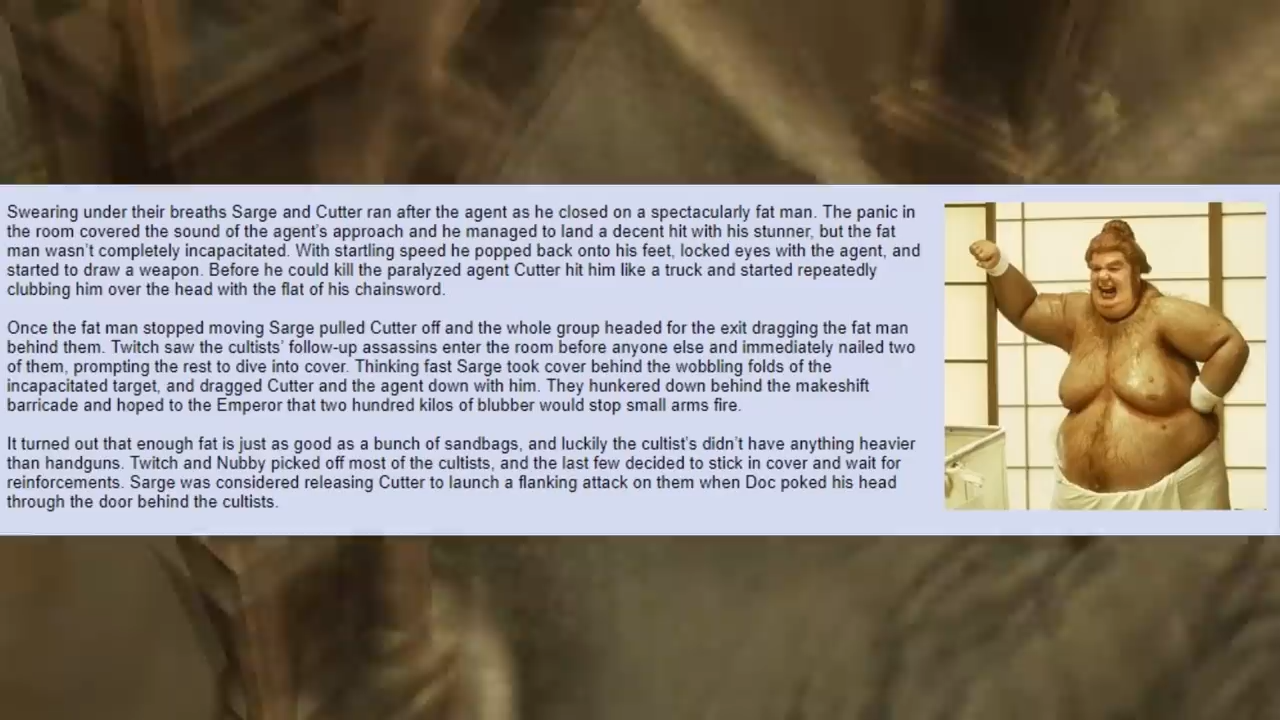 Swearing under their breaths Sarge and Cutter ran after the agent as he closed on a spectacularly fat man. The panic in
the room covered the sound of the agent's approach and he managed to land a decent hit with his stunner, but the fat
man wasn't completely incapacitated. With startling speed he popped back onto his feet, locked eyes with the agent, and
started to draw a weapon. Before he could kill the paralyzed agent Cutter hit him like a truck and started repeatedly
clubbing him over the head with the flat of his chainsword.
Once the fat man stopped moving Sarge pulled Cutter off and the whole group headed for the exit dragging the fat man
behind them. Twitch saw the cultists' follow-up assassins enter the room before anyone else and immediately nailed two
of them, prompting the rest to dive into cover. Thinking fast Sarge took cover behind the wobbling folds of the
incapacitated target, and dragged Cutter and the agent down with him. They hunkered down behind the makeshift
barricade and hoped to the Emperor that two hundred kilos of blubber would stop small arms fire.
It turned out that enough fat is just as good as a bunch of sandbags, and luckily the cultist's didn't have anything heavier
than handguns. Twitch and Nubby picked off most of the cultists, and the last few decided to stick in cover and wait for
reinforcements. Sarge was considered releasing Cutter to launch a flanking attack on them when Doc poked his head
through the door behind the cultists.